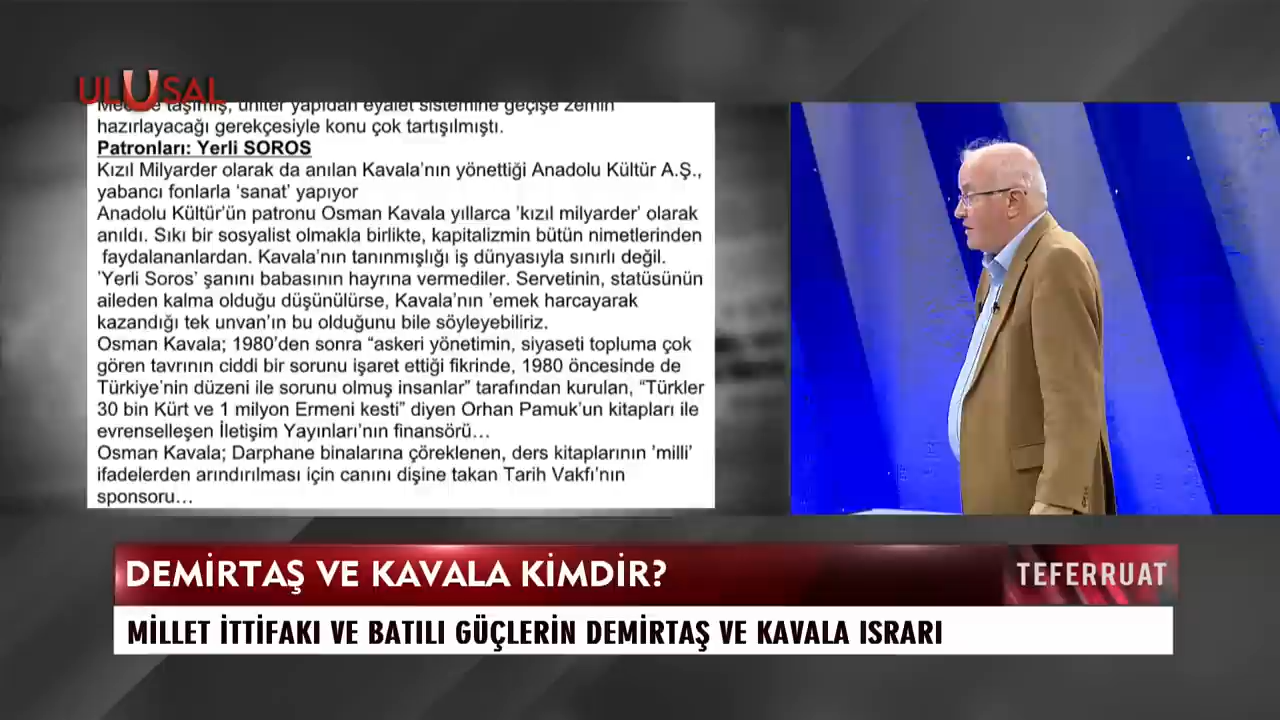 ULUSAL
taşımış, üniter yapıdan eyalet sistemine geçişe zemin
hazırlayacağı gerekçesiyle konu çok tartışılmıştı.
Patronları: Yerli SOROS
Kızıl Milyarder olarak da anılan Kavala’nın yönettiği Anadolu Kültür A.Ş.,
yabancı fonlarla ‘sanat’ yapıyor
Anadolu Kültür’ün patronu Osman Kavala yıllarca ’kızıl milyarder’ olarak
anıldı. Sıkı bir sosyalist olmakla birlikte, kapitalizmin bütün nimetlerinden
faydalananlardan. Kavala’nın tanınmışlığı iş dünyasıyla sınırlı değil.
’Yerli Soros’ şanını babasının hayrına vermediler. Servetinin, statüsünün
aileden kalma olduğu düşünülürse, Kavala’nın ’emek harcayarak
kazandığı tek unvan’ın bu olduğunu bile söyleyebiliriz.
Osman Kavala; 1980’den sonra “askeri yönetimin, siyaseti topluma çok
gören tavrının ciddi bir sorunu işaret ettiği fikrinde, 1980 öncesinde de
Türkiye’nin düzeni ile sorunu olmuş insanlar” tarafından kurulan, “Türkler
30 bin Kürt ve 1 milyon Ermeni kesti” diyen Orhan Pamuk’un kitapları ile
evrenselleşen İletişim Yayınları’nın finansörü…
Osman Kavala; Darphane binalarına çöreklenen, ders kitaplarının ’milli’
ifadelerden arındırılması için canını dişine takan Tarih Vakfı’nın
sponsoru…
DEMİRTAŞ VE KAVALA KİMDİR?
TEFERRUAT
MİLLET İTTİFAKI VE BATILI GÜÇLERİN DEMİRTAŞ VE KAVALA ISRARI